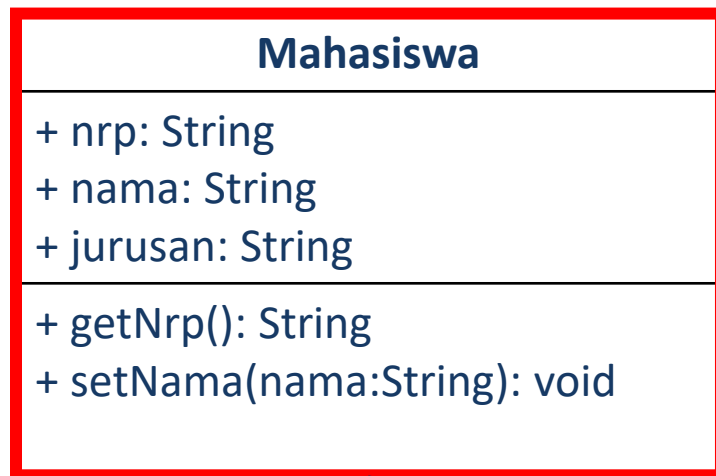 Mahasiswa
+ nrp: String
+ nama: String
+ jurusan: String
+ getNrp(): String
+ setNama(nama:String): void